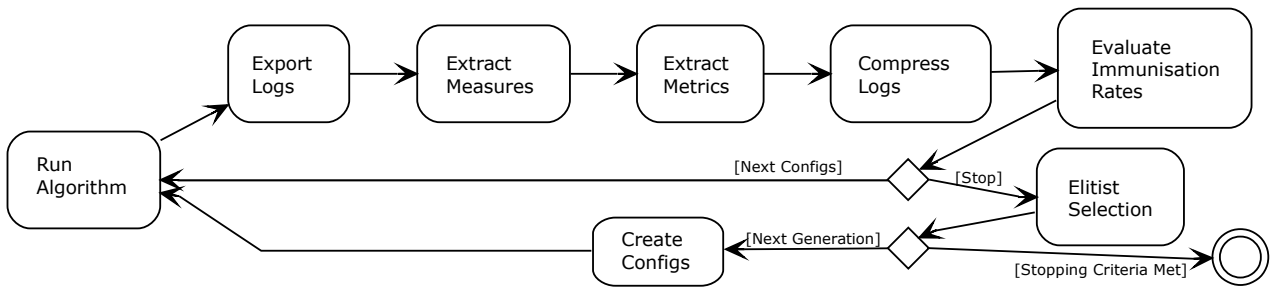 Export
Logs
Extract
Measures
Extract
Metrics
Compress
Logs
Evaluate
Immunisation
Rates
Run
Algorithm
[Next Configs]
[Stop]
Elitist
Selection
Create
Configs
[Next Generation]
[Stopping Criteria Met]